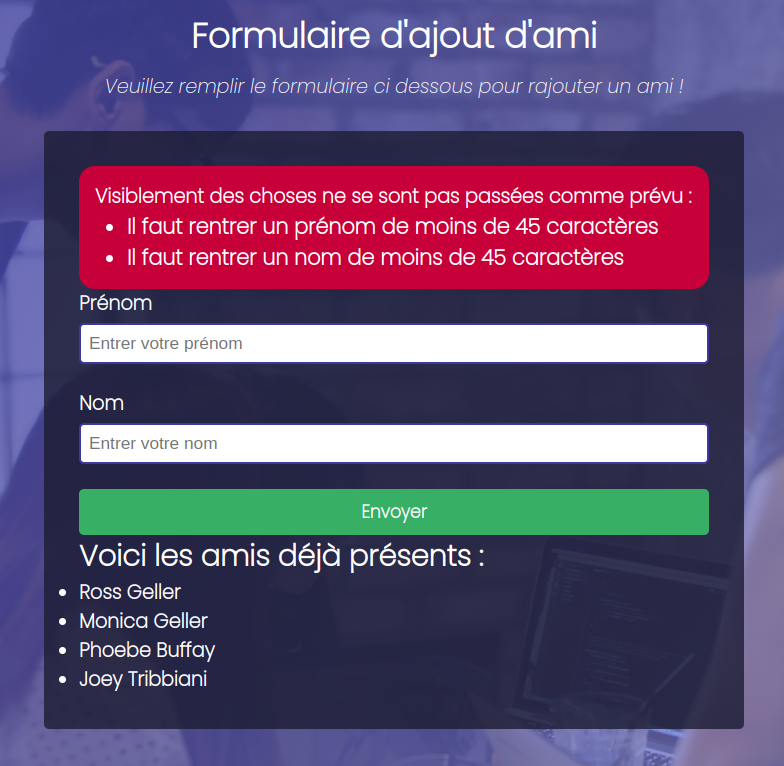 Formulaire d'ajout d'ami
Veuillez remplir le formulaire ci dessous pour rajouter un ami !
Visiblement des choses ne se sont pas passées comme prévu :
Il faut rentrer un prénom de moins de 45 caractères
Il faut rentrer un nom de moins de 45 caractères
Prénom
Entrer votre prénom
Nom
Entrer votre nom
Envoyer
Voici les amis déjà présents :
Ross Geller
Monica Geller
Phoebe Buffay
Joey Tribbiani